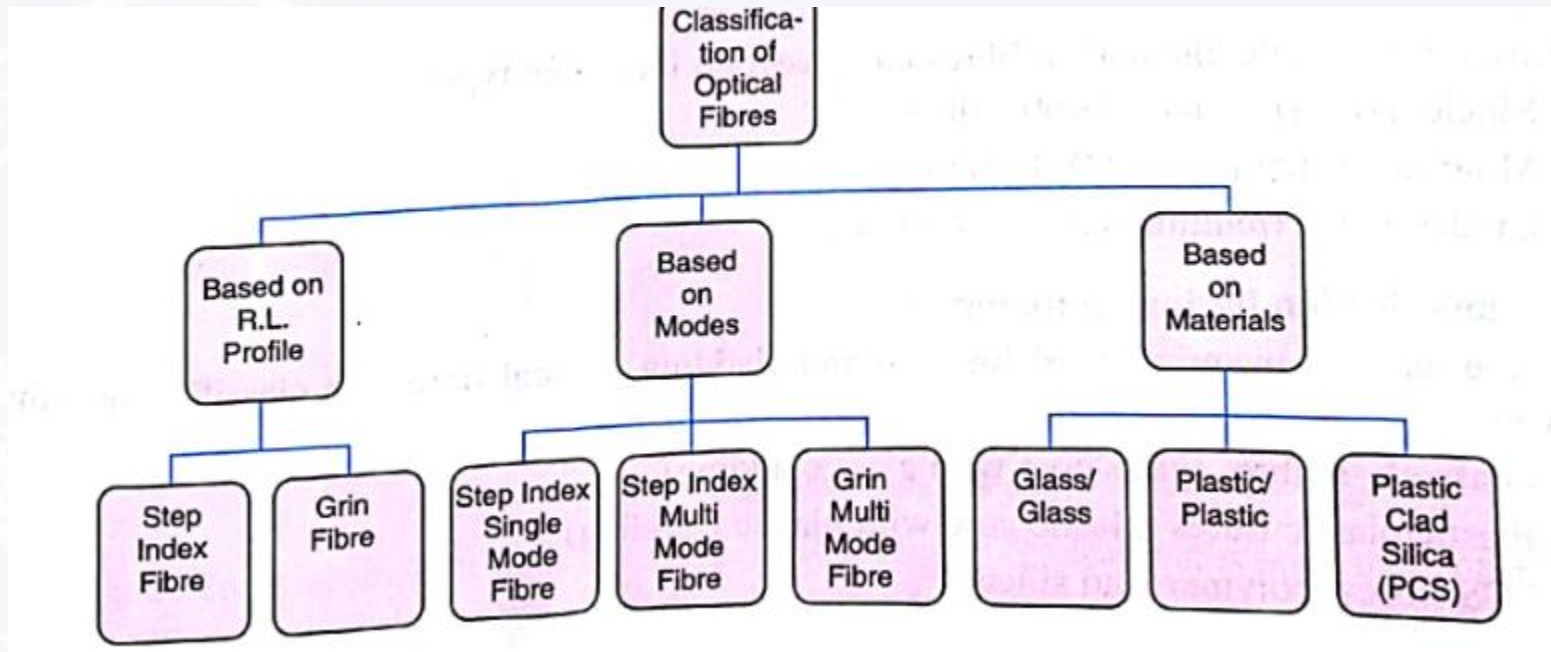 Classifica-
tion of
Optical
Fibres
Based on
R.L.
Profile
Based
on
Modes
Based
on
Materials
Step
Index
Fibre
Grin
Fibre
Step Index
Single
Mode
Fibre
Step Index
Multi
Mode
Fibre
Grin
Multi
Mode
Fibre
Glass/
Glass
Plastic/
Plastic
Plastic
Clad
Silica
(PCS)